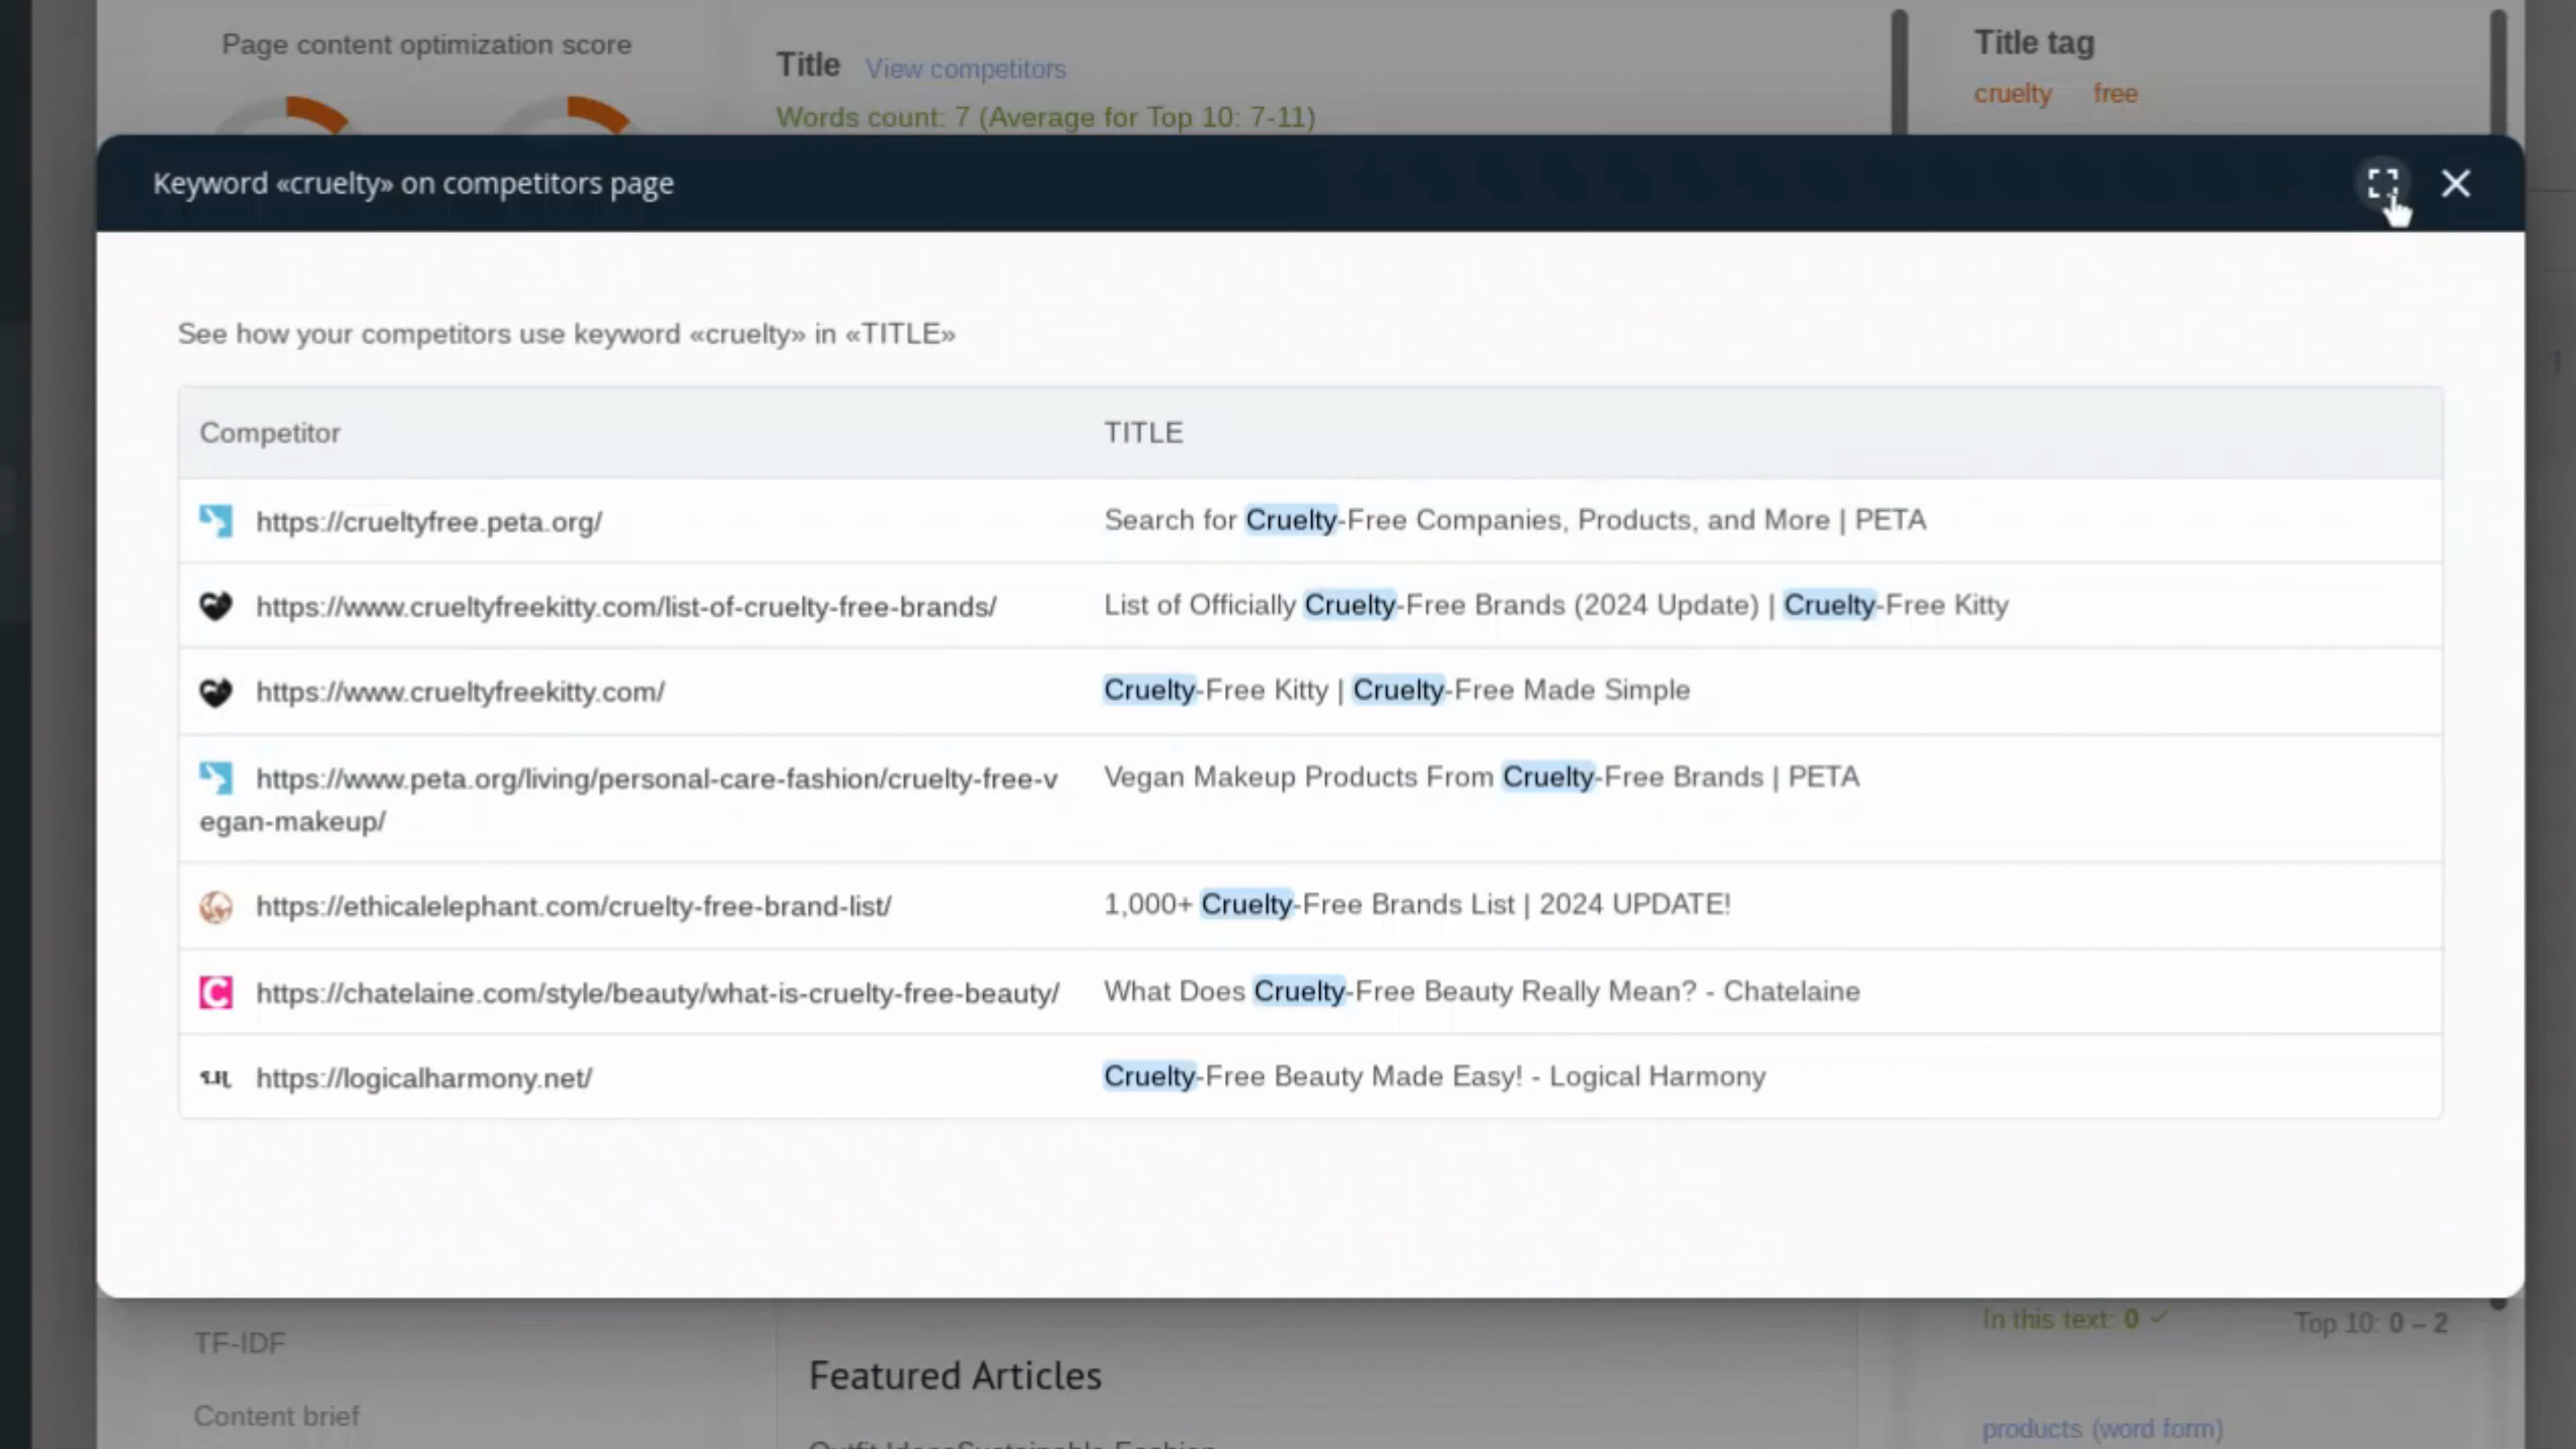 Page content optimization score
Title View competitors
Words count: 7 (Average for Top 10: 7-11)
Title tag
cruelty free
Keyword «cruelty» on competitors page
See how your competitors use keyword «cruelty» in «TITLE»
Competitor TITLE
https://crueltyfree.peta.org/ Search for Cruelty-Free Companies, Products, and More | PETA
https://www.crueltyfreekitty.com/list-of-cruelty-free-brands/ List of Officially Cruelty-Free Brands (2024 Update) | Cruelty-Free Kitty
https://www.crueltyfreekitty.com/ Cruelty-Free Kitty | Cruelty-Free Made Simple
https://www.peta.org/living/personal-care-fashion/cruelty-free-v Vegan Makeup Products From Cruelty-Free Brands | PETA
egan-makeup/
https://ethicalelephant.com/cruelty-free-brand-list/ 1,000+ Cruelty-Free Brands List | 2024 UPDATE!
C https://chatelaine.com/style/beauty/what-is-cruelty-free-beauty/ What Does Cruelty-Free Beauty Really Mean? - Chatelaine
https://logicalharmony.net/ Cruelty-Free Beauty Made Easy! - Logical Harmony
TF-IDF
Content brief
Featured Articles
In this text: 0 ✓ Top 10: 0 – 2
products (word form)